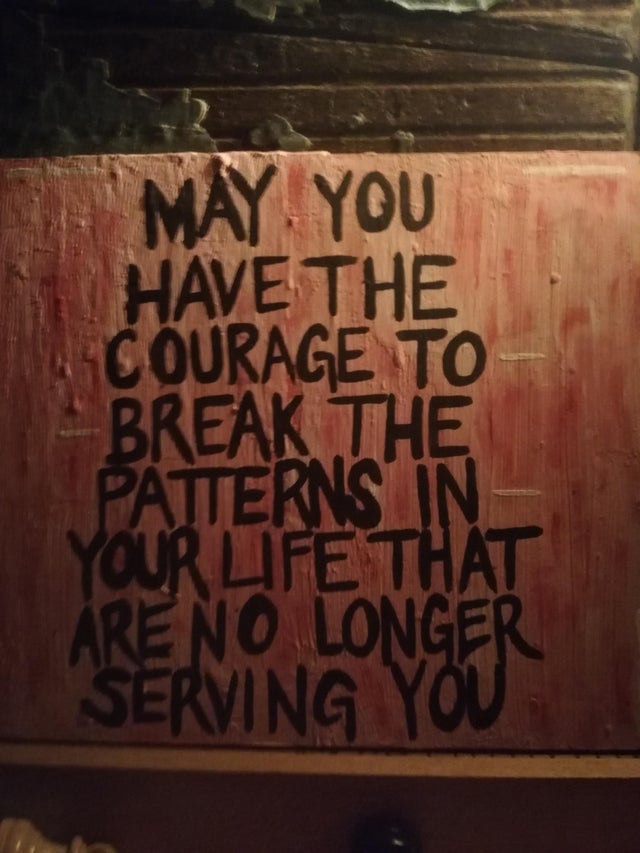 MAY YOU
HAVE THE
COURAGE TO
BREAK THE
PATTERNS IN
YOUR LIFE THAT
ARE NO LONGER
SERVING YOU